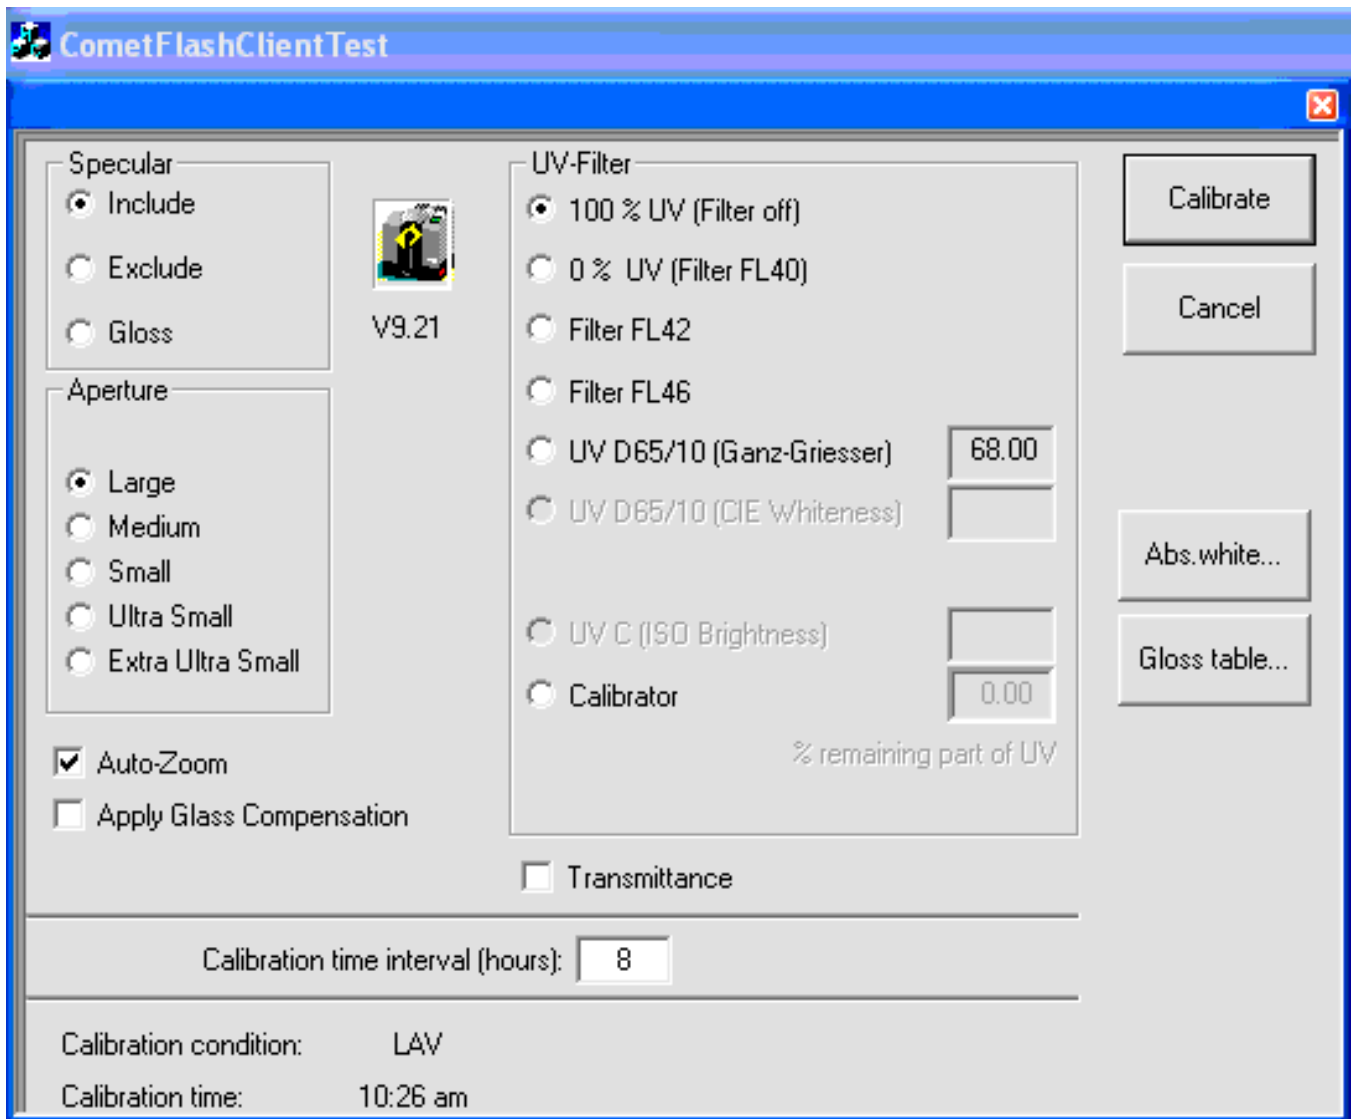 CometFlashClientTest
Specular
Include
Exclude
Gloss
V9.21
Aperture
Large
Medium
Small
Ultra Small
Extra Ultra Small
Auto-Zoom
Apply Glass Compensation
UV-Filter
100 % UV (Filter off)
0 % UV (Filter FL40)
Filter FL42
Filter FL46
UV D65/10 (Ganz-Griesser) 68.00
UV D65/10 (CIE Whiteness)
UV C (ISO Brightness)
Calibrator 0.00
% remaining part of UV
Transmittance
Calibrate
Cancel
Abs.white...
Gloss table...
Calibration time interval (hours): 8
Calibration condition: LAV
Calibration time: 10:26 am